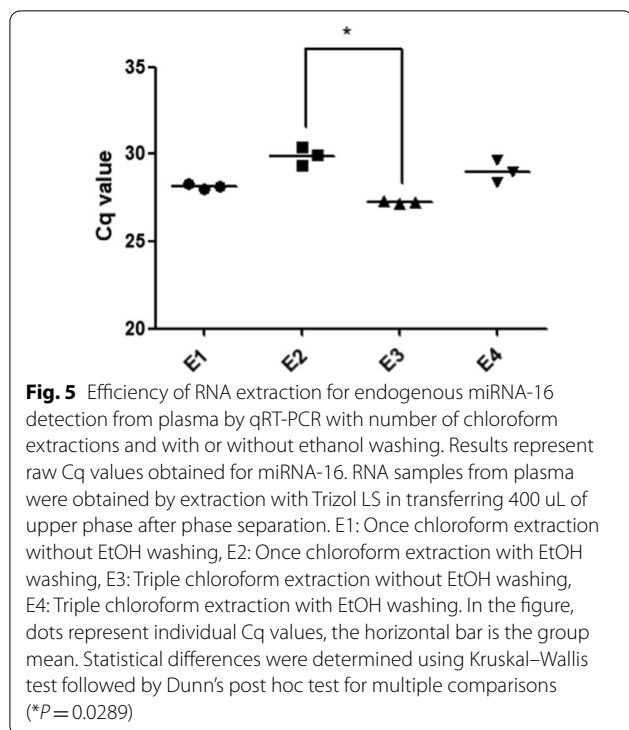 *
35
30
25
20
Cq value
E1 E2 E3 E4
Fig. 5 Efficiency of RNA extraction for endogenous miRNA-16
detection from plasma by qRT-PCR with number of chloroform
extractions and with or without ethanol washing. Results represent
raw Cq values obtained for miRNA-16. RNA samples from plasma
were obtained by extraction with Trizol LS in transferring 400 uL of
upper phase after phase separation. E1: Once chloroform extraction
without EtOH washing, E2: Once chloroform extraction with EtOH
washing, E3: Triple chloroform extraction without EtOH washing,
E4: Triple chloroform extraction with EtOH washing. In the figure,
dots represent individual Cq values, the horizontal bar is the group
mean. Statistical differences were determined using Kruskal–Wallis
test followed by Dunn's post hoc test for multiple comparisons
(*P = 0.0289)